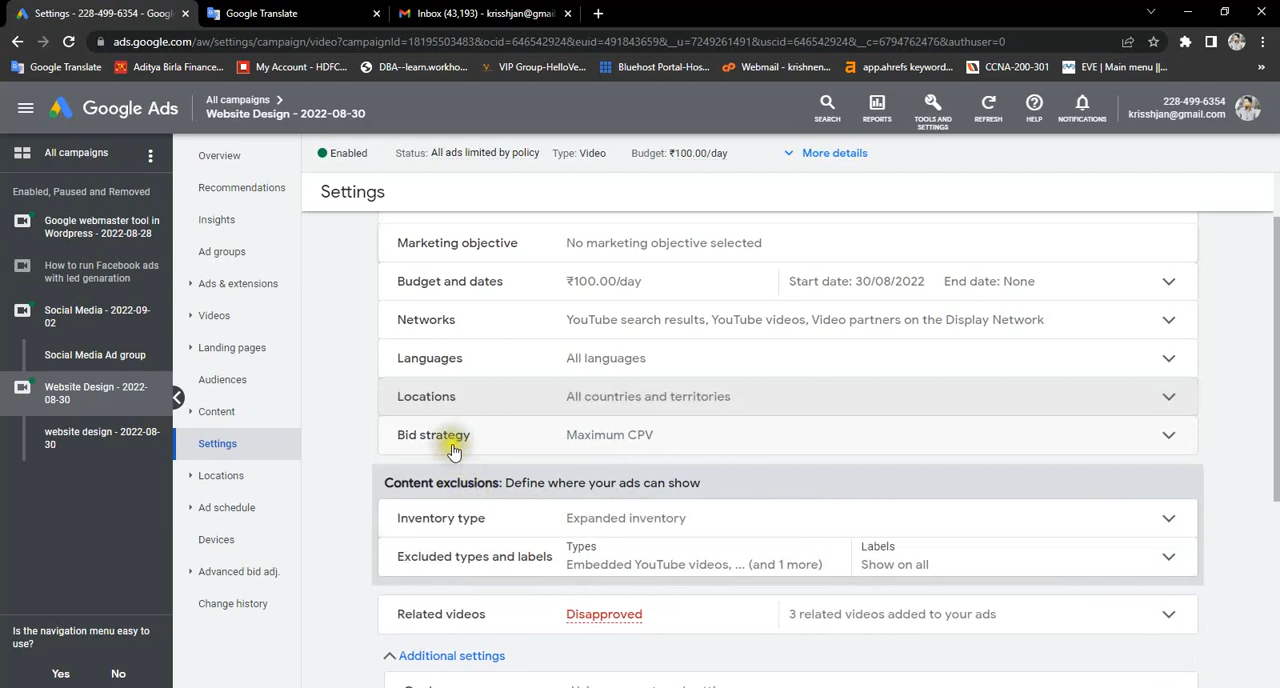 Settings - 228-499-6354 - Goog
Google Translate
Inbox (43,193) - krisshjan@gmai
ads.google.com/aw/settings/campaign/video?campaignId=18195503483&ocid=646542924&euid=491843659&__u=7249261491&uscid=646542924&__c=6794762476&authuser=0
Google Translate
Aditya Birla Finance...
My Account - HDFC...
DBA--learn.workho...
VIP Group-HelloVe...
Bluehost Portal-Hos...
Webmail - krishnen...
app.ahrefs keyword...
CCNA-200-301
EVE | Main menu ||...
»
Google Ads
All campaigns
Website Design - 2022-08-30
SEARCH
REPORTS
TOOLS AND SETTINGS
REFRESH
HELP
NOTIFICATIONS
228-499-6354
krisshjan@gmail.com
All campaigns
Enabled, Paused and Removed
Google webmaster tool in
Wordpress - 2022-08-28
How to run Facebook ads
with led genaration
Social Media - 2022-09-
02
Social Media Ad group
Website Design - 2022-
08-30
website design - 2022-08-
30
Is the navigation menu easy to
use?
Yes
No
Overview
Recommendations
Insights
Ad groups
Ads & extensions
Videos
Landing pages
Audiences
Content
Settings
Locations
Ad schedule
Devices
Advanced bid adj.
Change history
Enabled
Status: All ads limited by policy
Type: Video
Budget: ₹100.00/day
More details
Settings
Marketing objective
No marketing objective selected
Budget and dates
₹100.00/day
Start date: 30/08/2022
End date: None
Networks
YouTube search results, YouTube videos, Video partners on the Display Network
Languages
All languages
Locations
All countries and territories
Bid strategy
Maximum CPV
Content exclusions: Define where your ads can show
Inventory type
Expanded inventory
Excluded types and labels
Types
Embedded YouTube videos, ... (and 1 more)
Labels
Show on all
Related videos
Disapproved
3 related videos added to your ads
Additional settings